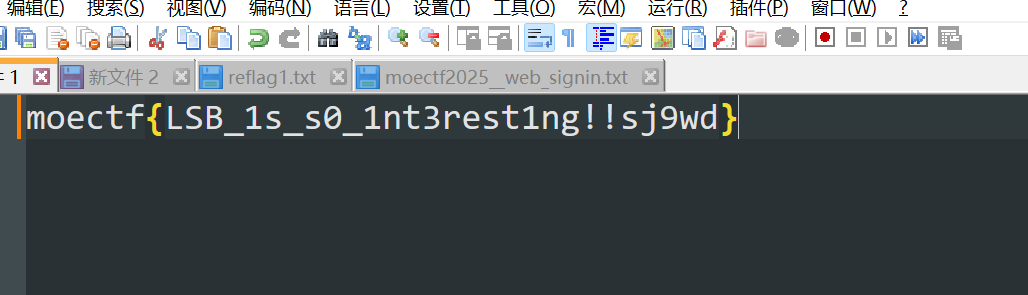 编辑(E) 搜索(S) 视图(V) 编码(N) 语言(L) 设置(T) 工具(O) 宏(M) 运行(R) 插件(P) 窗口(W) ?
1 新文件 2 reflag1.txt moectf2025__web_signin.txt
moectf{LSB_1s_s0_1nt3rest1ng!!sj9wd}